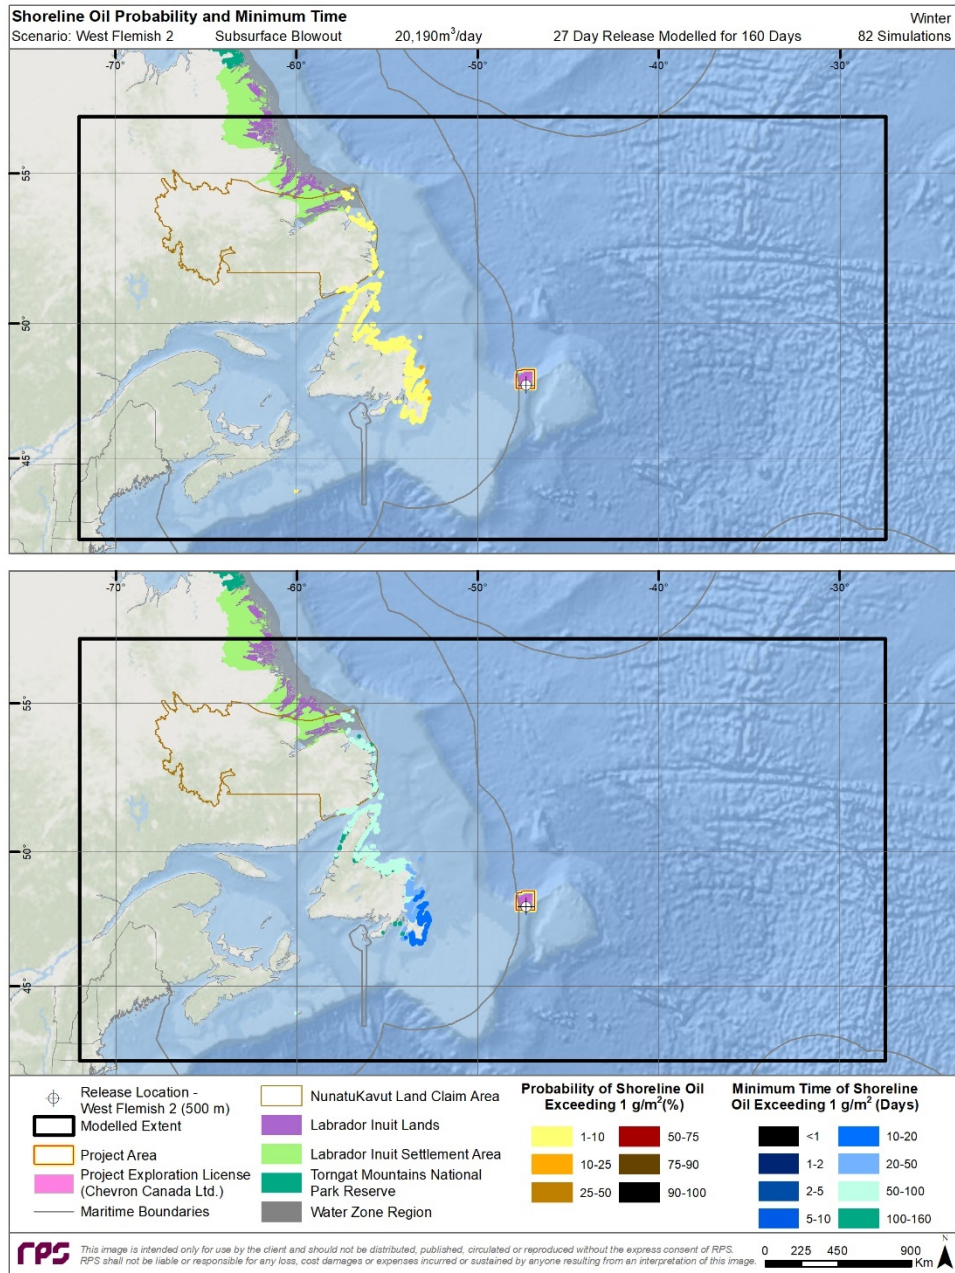 Shoreline Oil Probability and Minimum Time
Winter
Scenario: West Flemish 2 Subsurface Blowout 20,190m³/day 27 Day Release Modelled for 160 Days 82 Simulations
-70° -60° -50° -40° -30°
55°
50°
45°
-70° -60° -50° -40° -30°
55°
50°
45°
Release Location -
West Flemish 2 (500 m)
Modelled Extent
Project Area
Project Exploration License
(Chevron Canada Ltd.)
Maritime Boundaries
NunatuKavut Land Claim Area
Labrador Inuit Lands
Labrador Inuit Settlement Area
Torngat Mountains National
Park Reserve
Water Zone Region
Probability of Shoreline Oil
Exceeding 1 g/m²(%)
1-10 50-75
10-25 75-90
25-50 90-100
Minimum Time of Shoreline
Oil Exceeding 1 g/m² (Days)
<1 10-20
1-2 20-50
2-5 50-100
5-10 100-160
rps
This image is intended only for use by the client and should not be distributed, published, circulated or reproduced without the express consent of RPS.
RPS shall not be liable or responsible for any loss, cost damages or expenses incurred or sustained by anyone resulting from an interpretation of this image.
0 225 450 900
Km
N